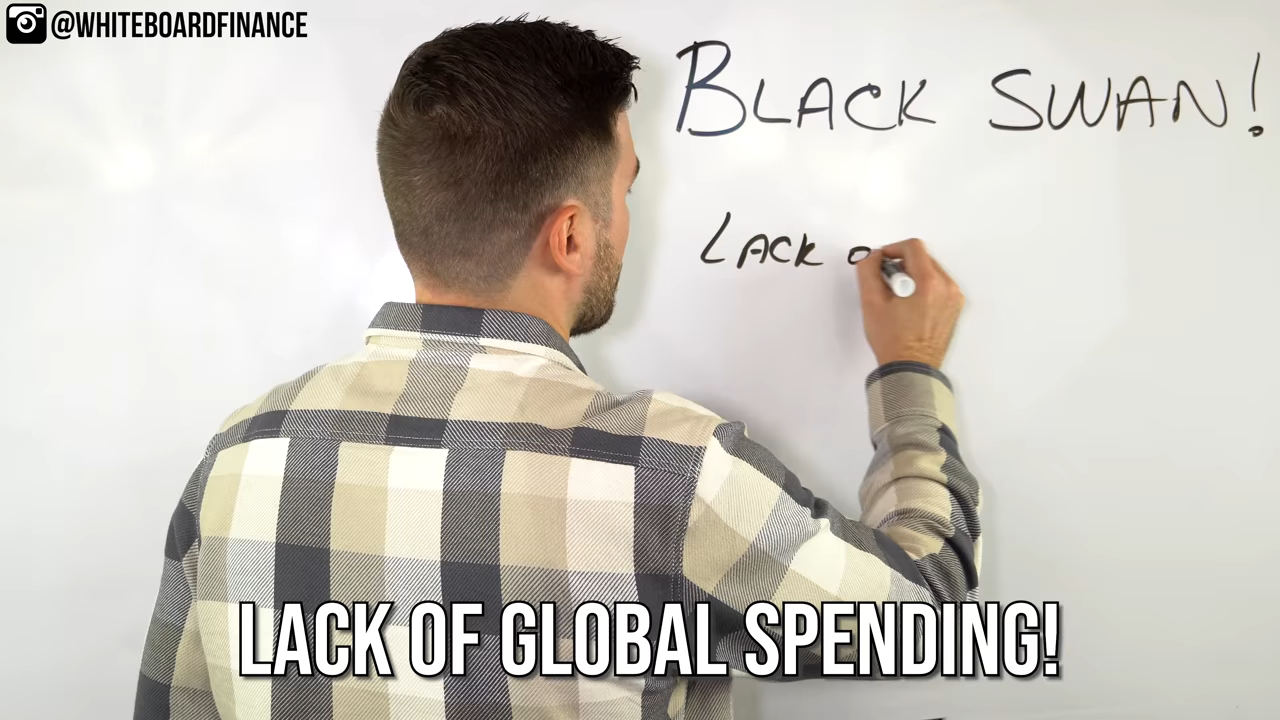 @WHITEBOARDFINANCE
BLACK SWAN!
LACK O
LACK OF GLOBAL SPENDING!